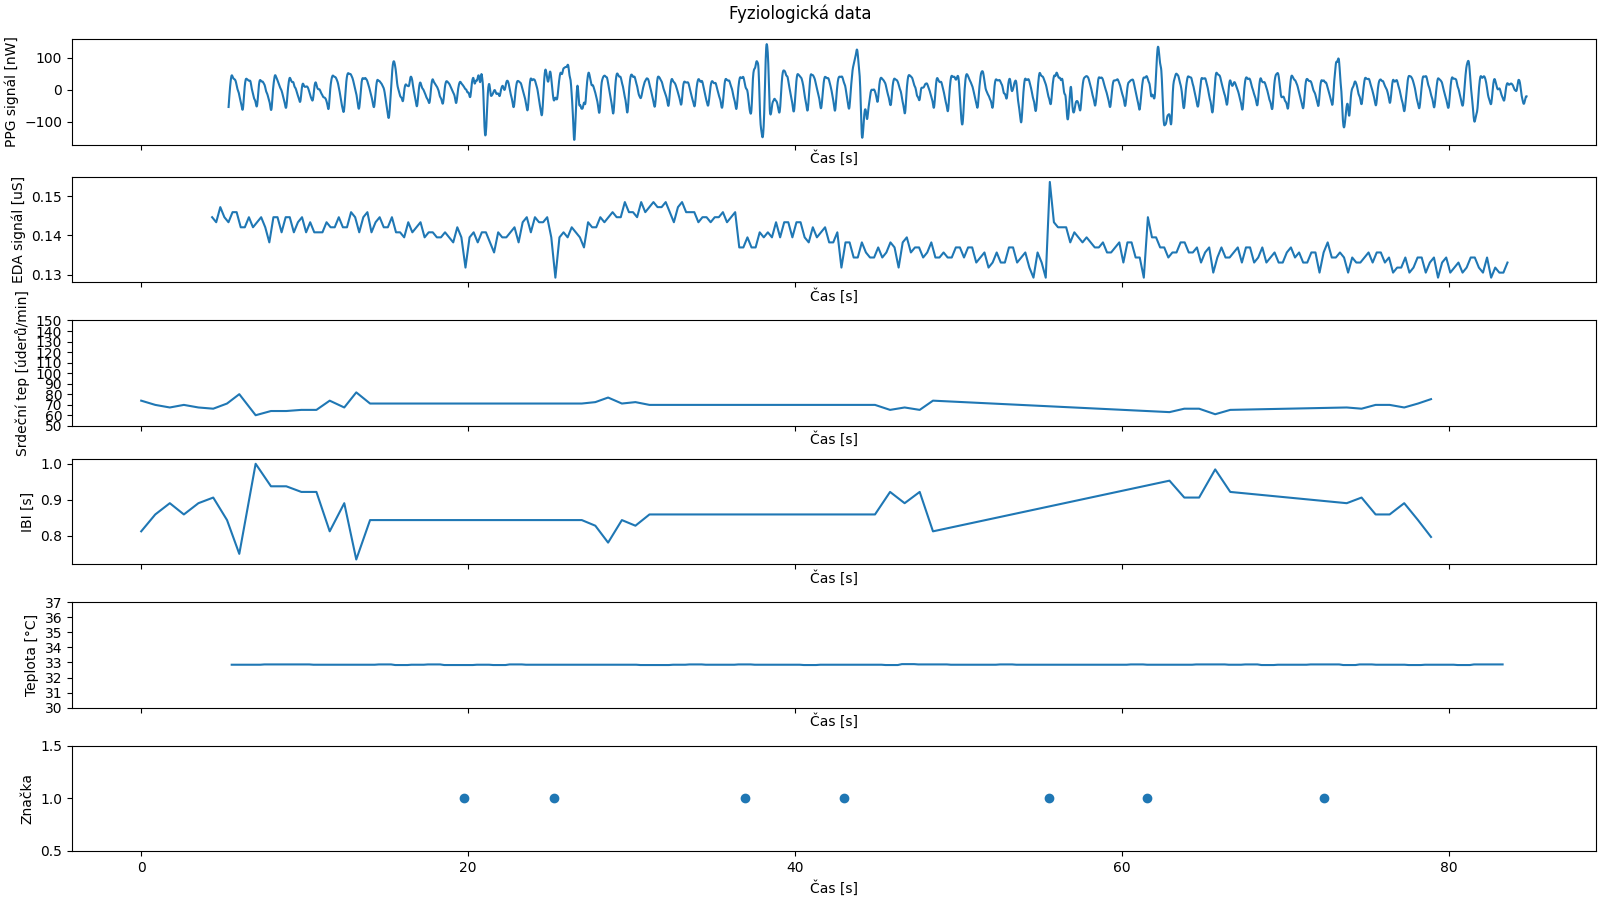 Fyziologická data
PPG signál [nW]
100
0
−100
Čas [s]
EDA signál [uS]
0.15
0.14
0.13
Čas [s]
Srdeční tep [úderů/min]
150
140
130
120
110
100
90
80
70
60
50
Čas [s]
IBI [s]
1.0
0.9
0.8
Čas [s]
Teplota [°C]
37
36
35
34
33
32
31
30
Čas [s]
Značka
1.5
1.0
0.5
0 20 40 60 80
Čas [s]